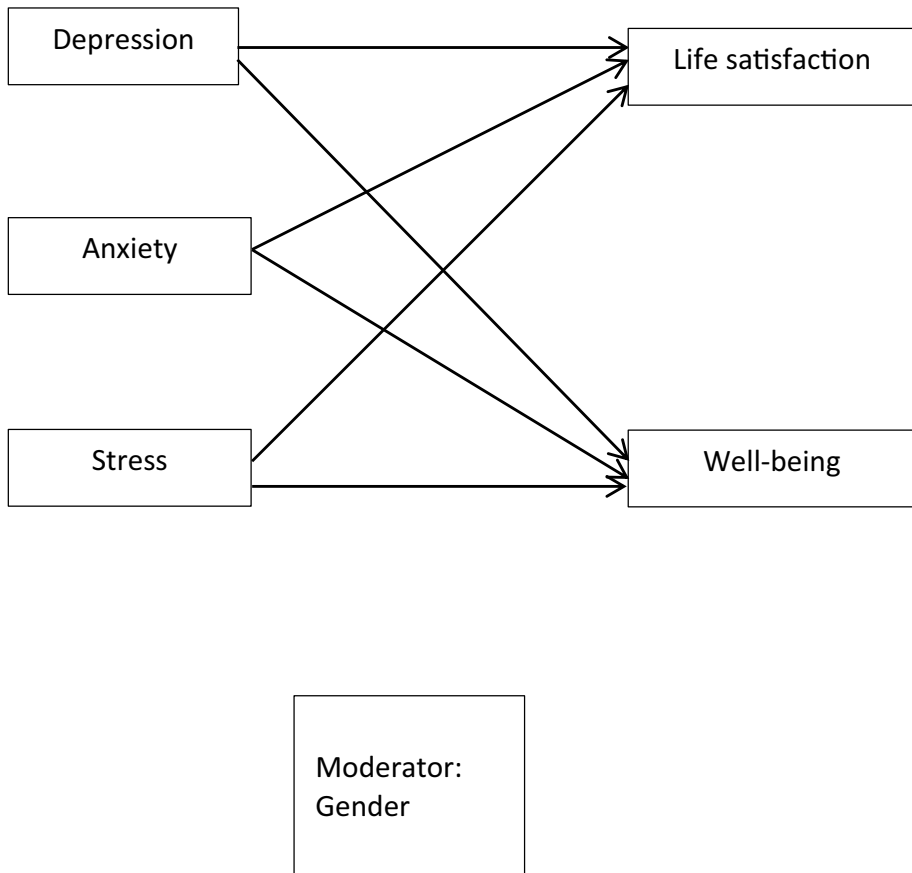 Depression
Life satisfaction
Anxiety
Stress
Well-being
Moderator:
Gender